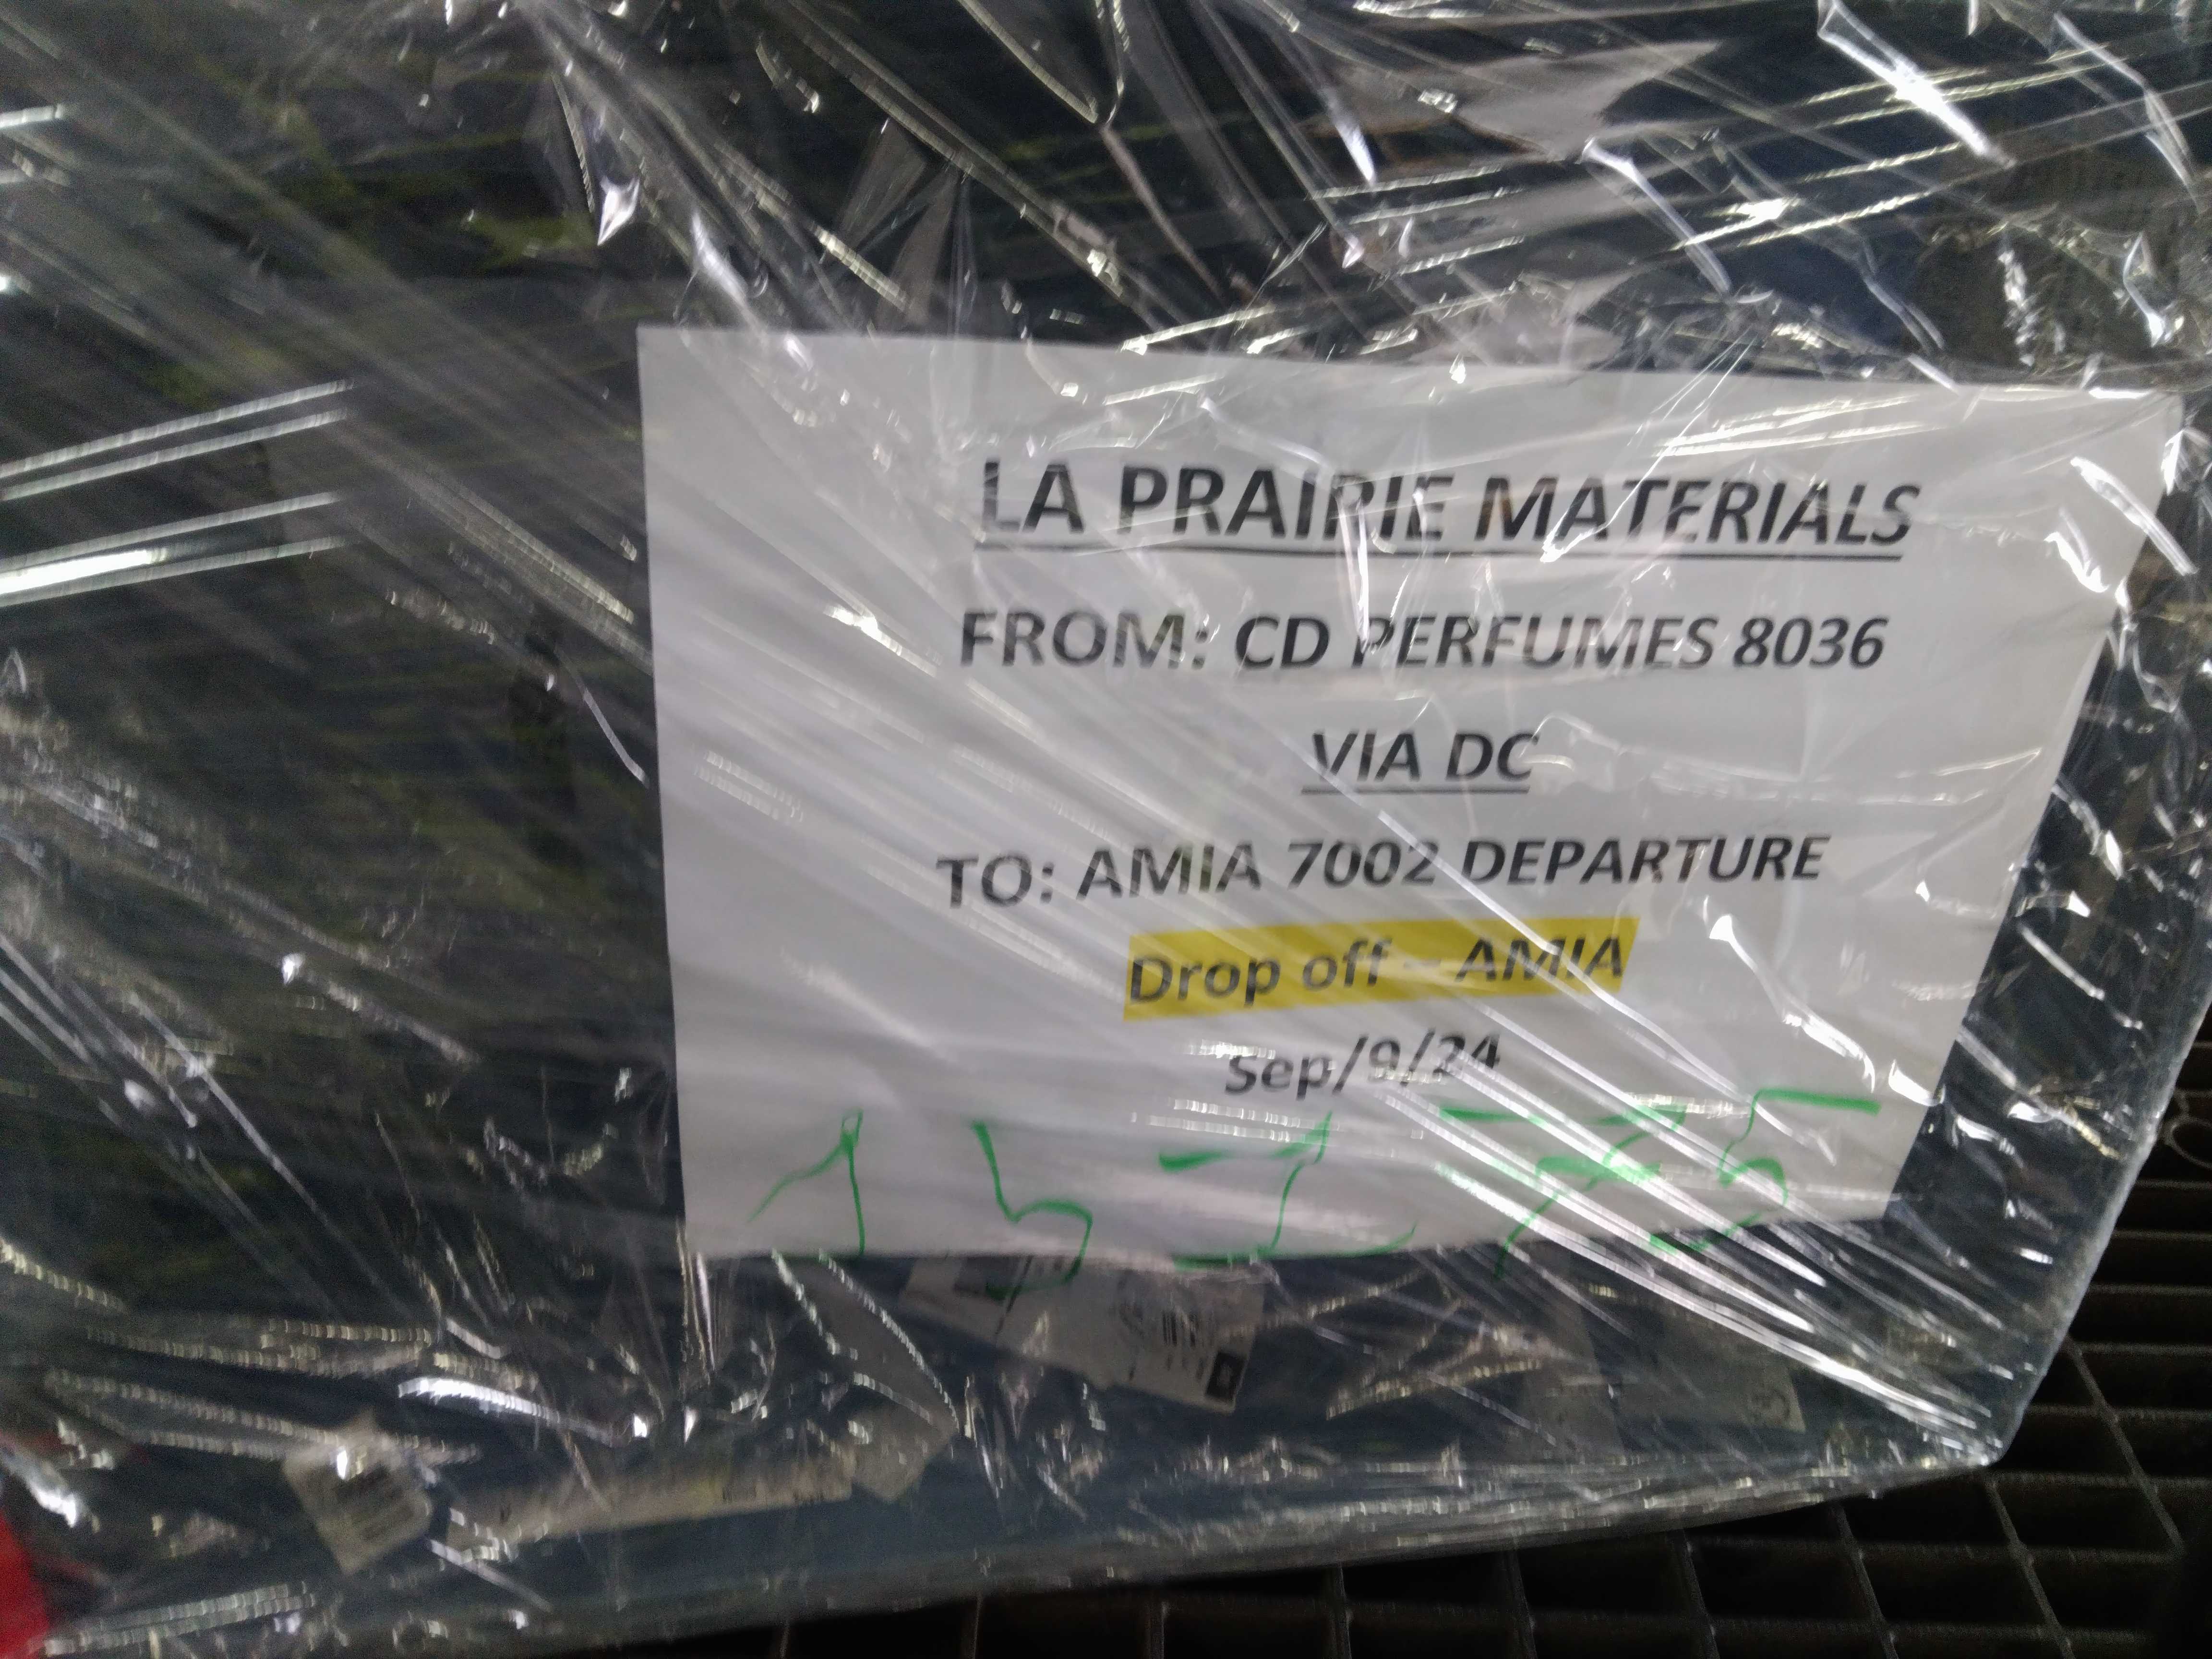 LA PRAIRIE MATERIALS
FROM: CD PERFUMES 8036
VIA DC
TO: AMIA 7002 DEPARTURE
Drop off – AMIA
Sep/9/24